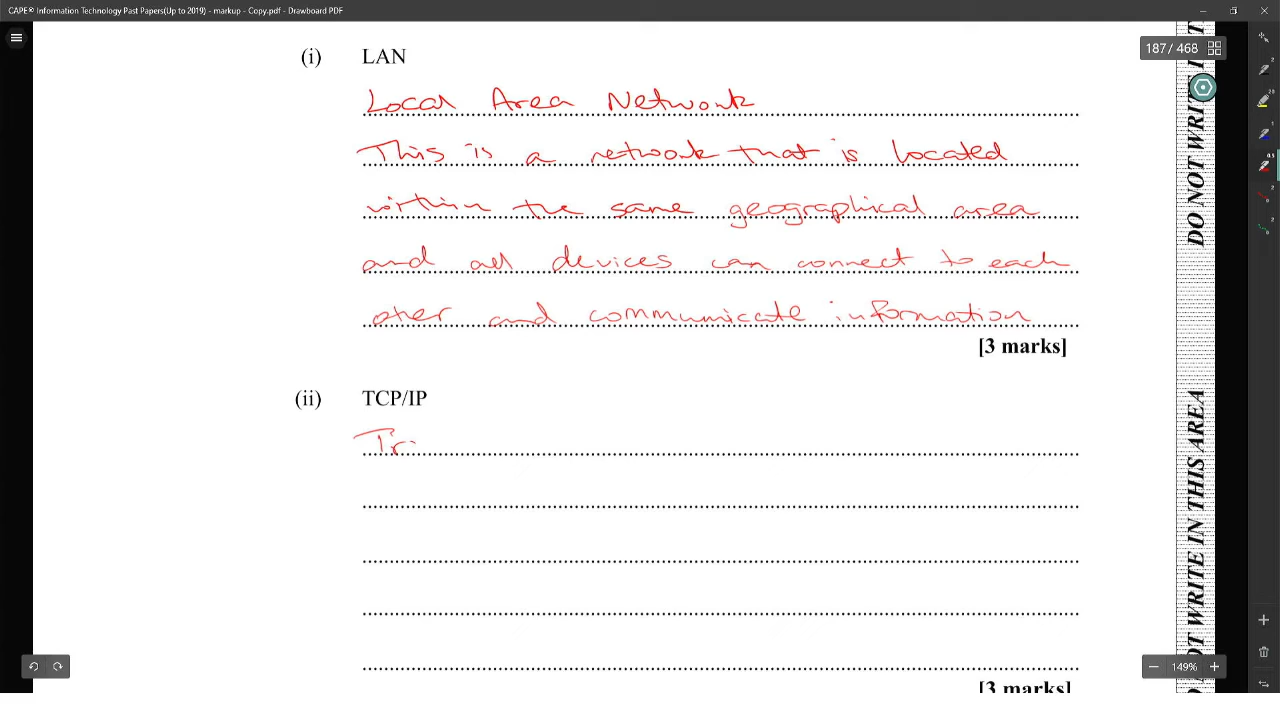 CAPE® Information Technology Past Papers(Up to 2019) - markup - Copy.pdf - Drawboard PDF
187 / 468
(i) LAN
Local Area Network
This is a network that is located
within the same geographical area
and all devices can connect to each
other and communicate information
[3 marks]
(ii) TCP/IP
Tr
[3 marks]
149%
DO NOT WRITE IN T
DO NOT WRITE IN THIS AREA